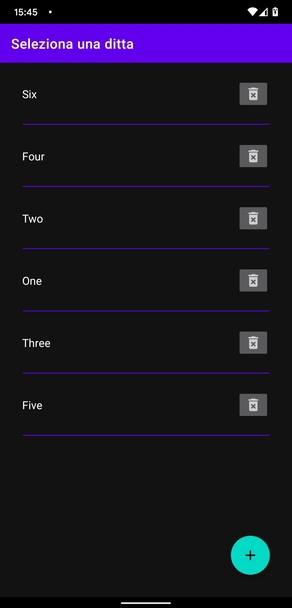 15:45
Seleziona una ditta
Six
Four
Two
One
Three
Five